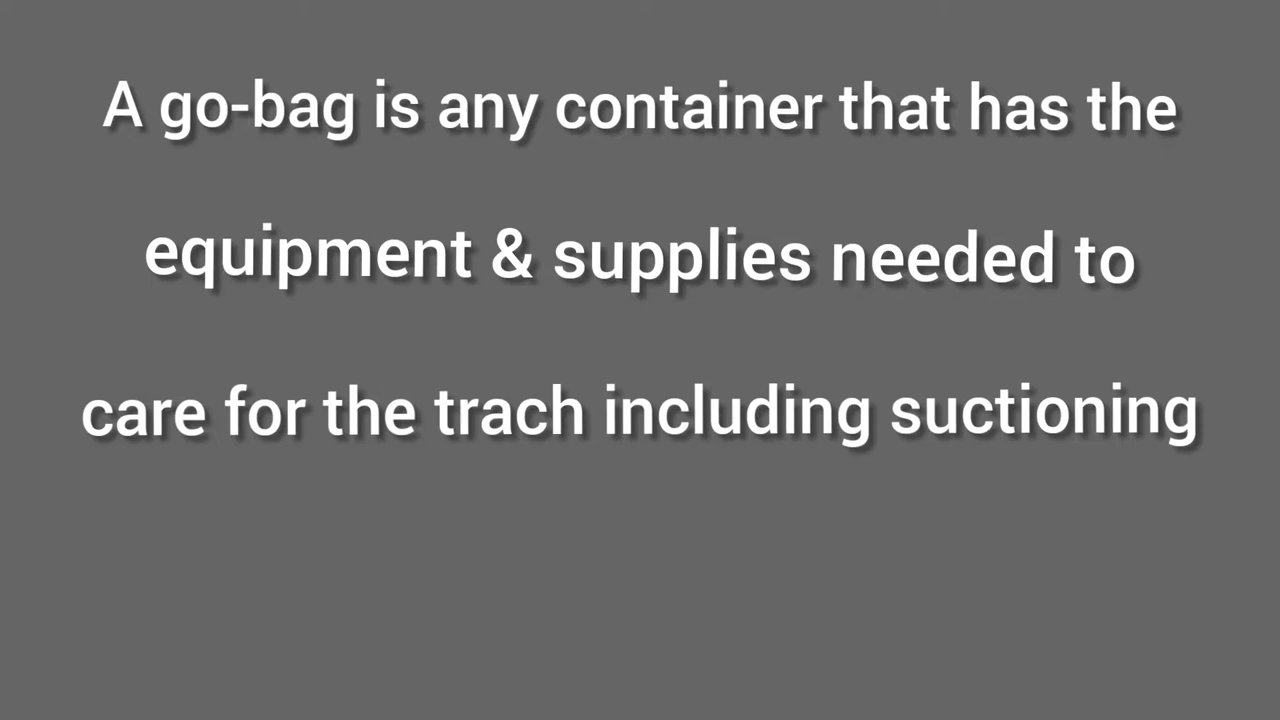 A go-bag is any container that has the
equipment & supplies needed to
care for the trach including suctioning